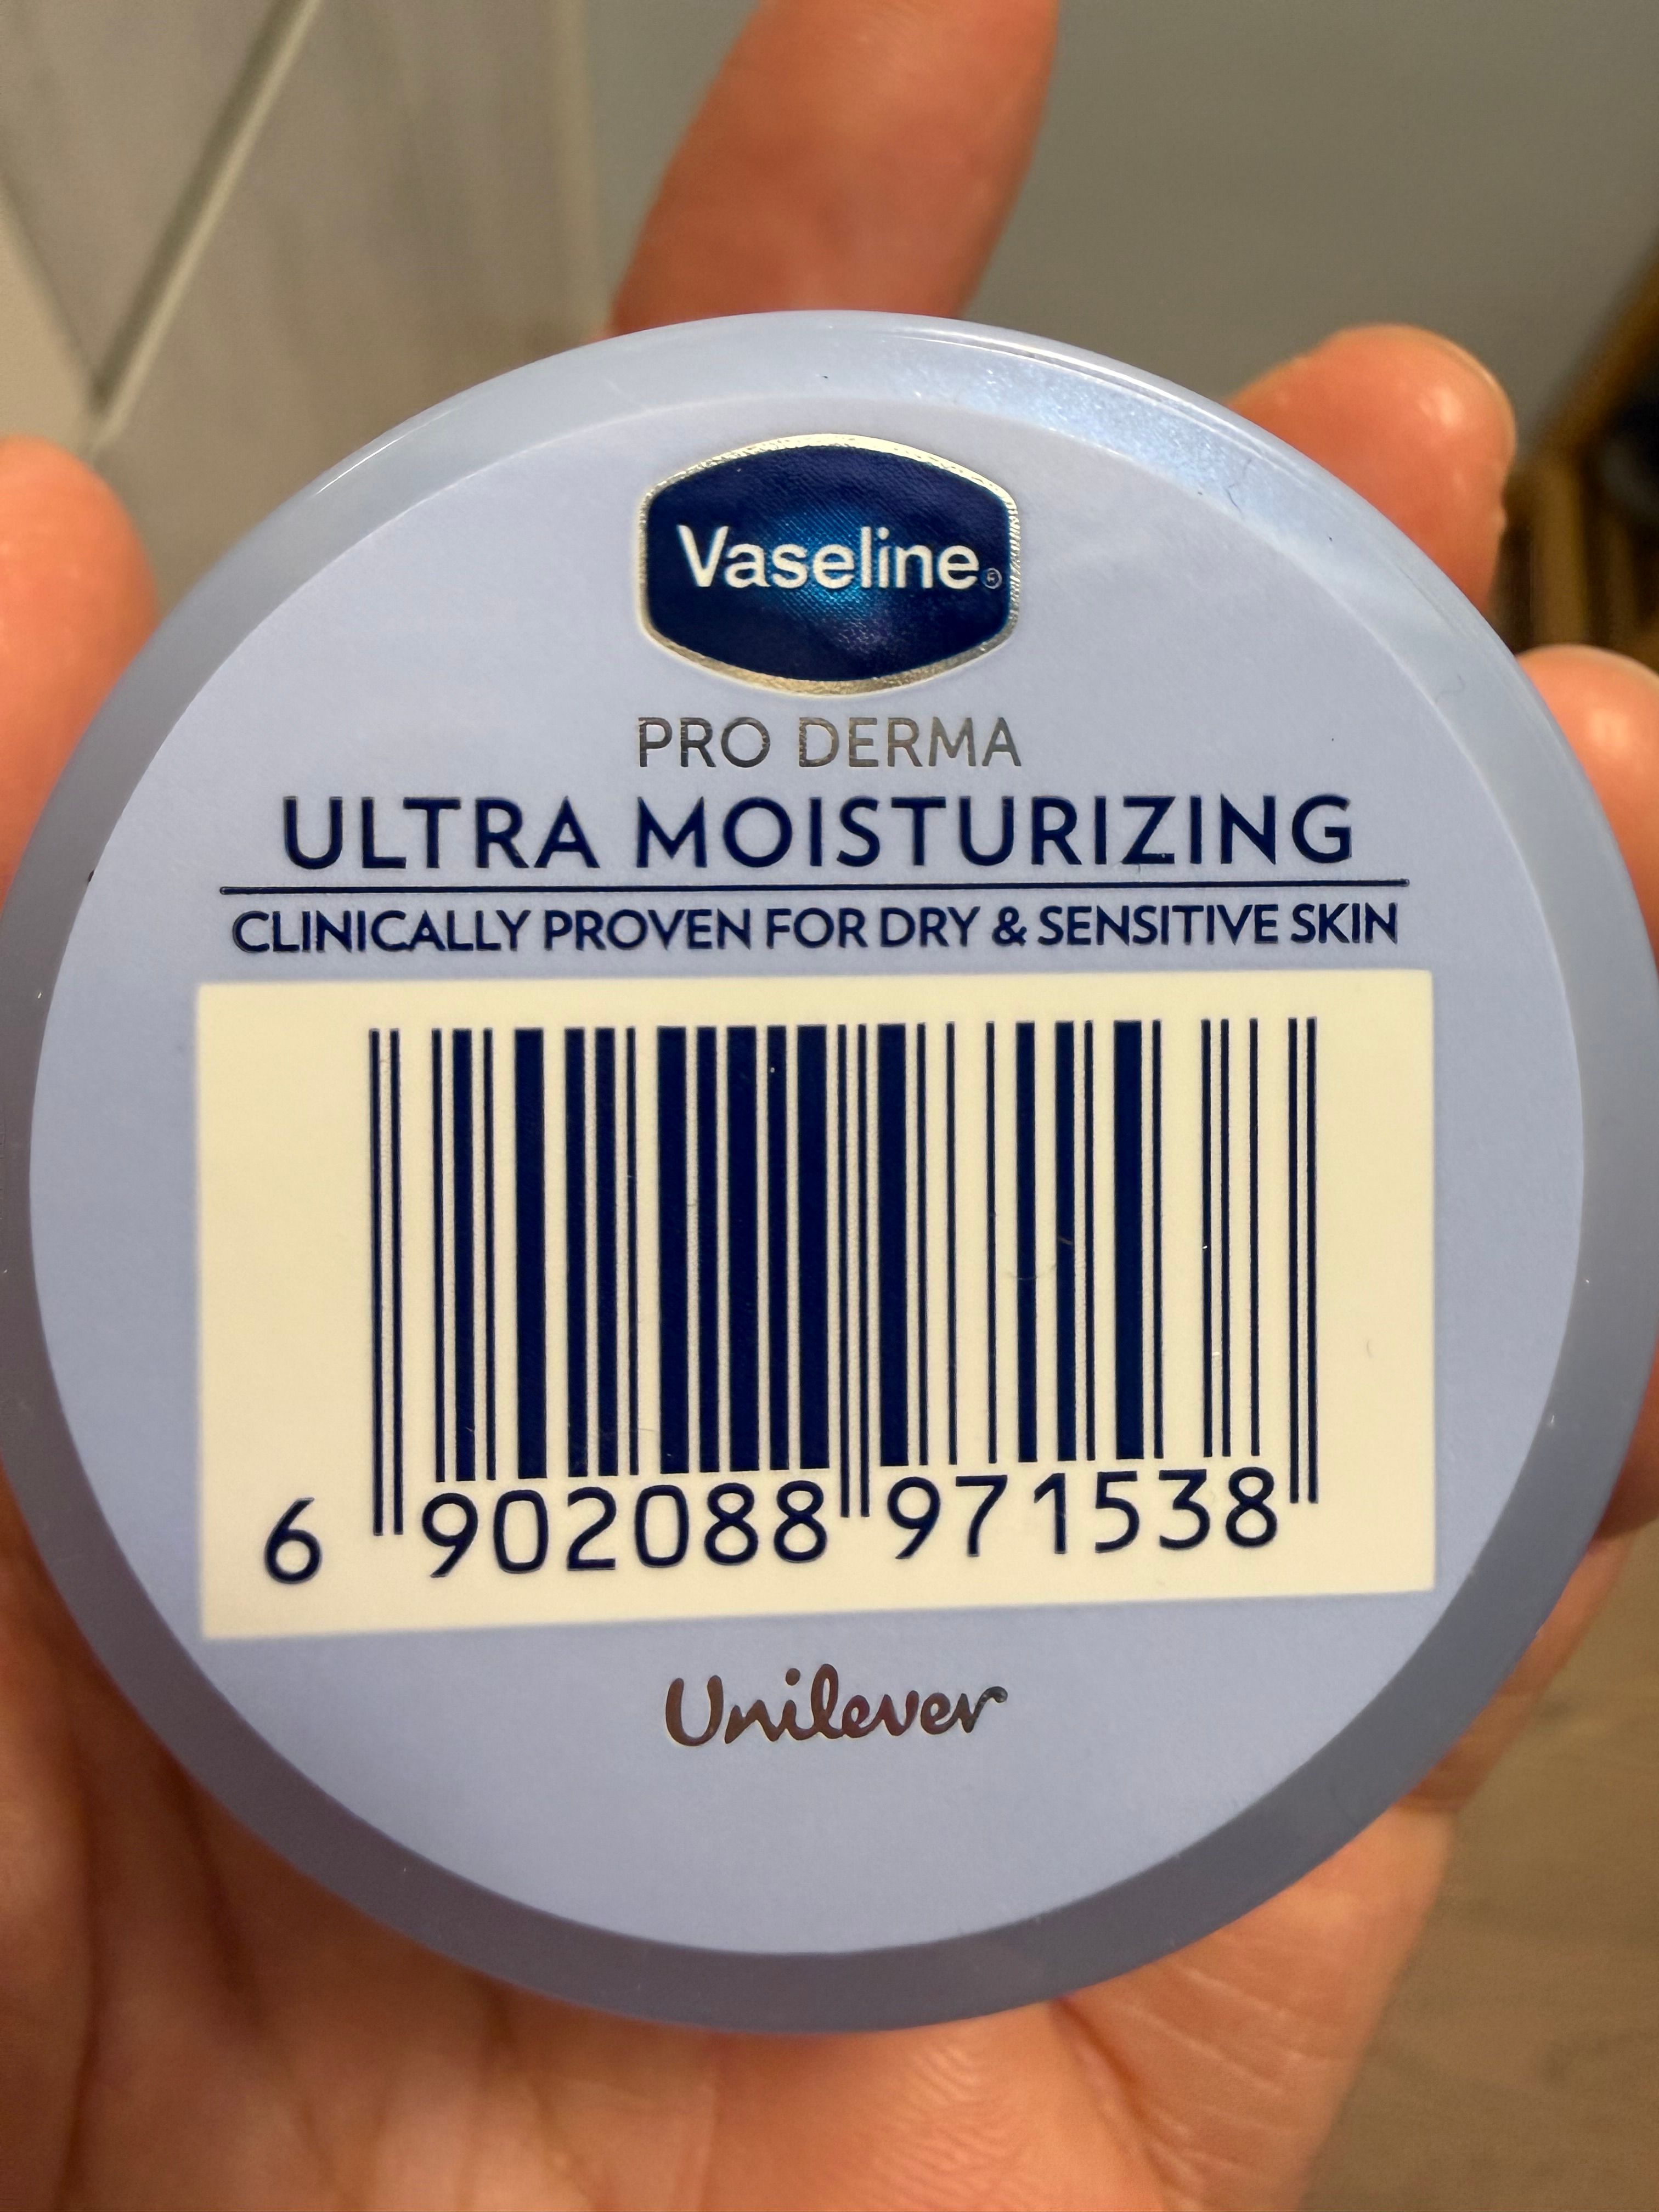 Vaseline®
PRO DERMA
ULTRA MOISTURIZING
CLINICALLY PROVEN FOR DRY & SENSITIVE SKIN
6 902088 971538
Unilever